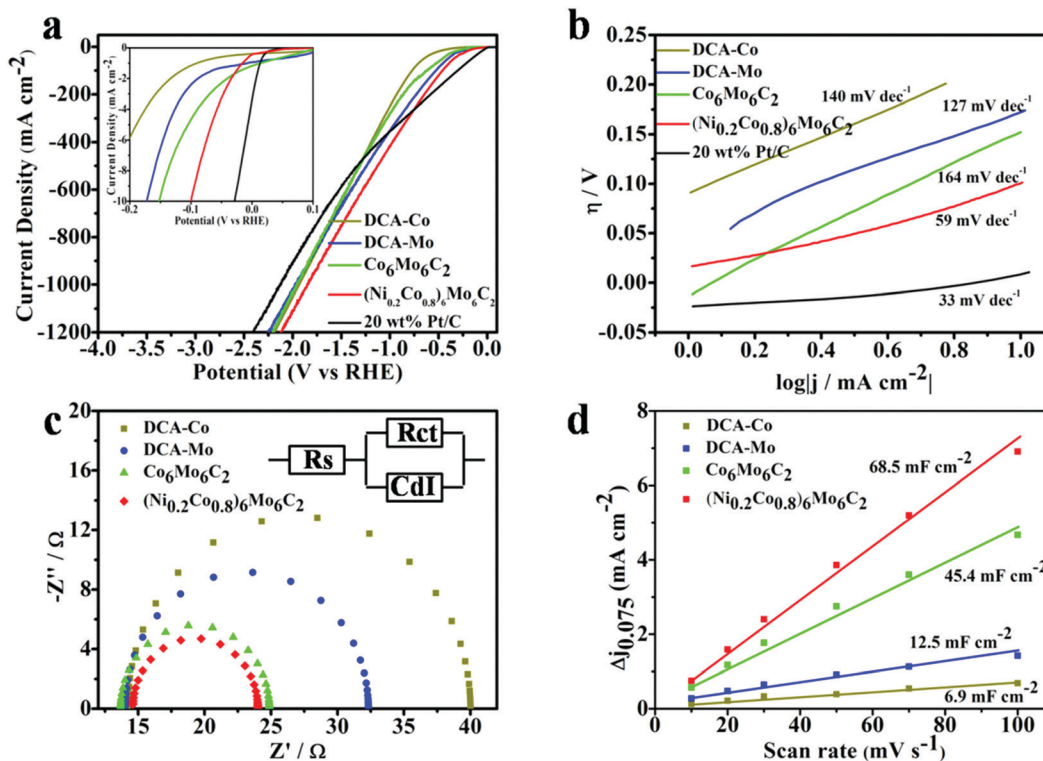 a
Current Density (mA cm-2)
0
-200
-400
-600
-800
-1000
-1200
-4.0 -3.5 -3.0 -2.5 -2.0 -1.5 -1.0 -0.5 0.0
Potential (V vs RHE)
Current Density (mA cm-2)
0
-2
-4
-6
-8
-10
-0.2 -0.1 0.0 0.1
Potential (V vs RHE)
DCA-Co
DCA-Mo
Co6Mo6C2
(Ni0.2Co0.8)6Mo6C2
20 wt% Pt/C
b
η / V
0.25
0.20
0.15
0.10
0.05
0.00
-0.05
0.0 0.2 0.4 0.6 0.8 1.0
log|j / mA cm-2|
DCA-Co
DCA-Mo
Co6Mo6C2
(Ni0.2Co0.8)6Mo6C2
20 wt% Pt/C
140 mV dec-1
127 mV dec-1
164 mV dec-1
59 mV dec-1
33 mV dec-1
c
-Z'' / Ω
20
16
12
8
4
0
15 20 25 30 35 40
Z' / Ω
DCA-Co
DCA-Mo
Co6Mo6C2
(Ni0.2Co0.8)6Mo6C2
Rs
Rct
CdI
d
Δj0.075 (mA cm-2)
8
6
4
2
0
20 40 60 80 100
Scan rate (mV s-1)
DCA-Co
DCA-Mo
Co6Mo6C2
(Ni0.2Co0.8)6Mo6C2
68.5 mF cm-2
45.4 mF cm-2
12.5 mF cm-2
6.9 mF cm-2